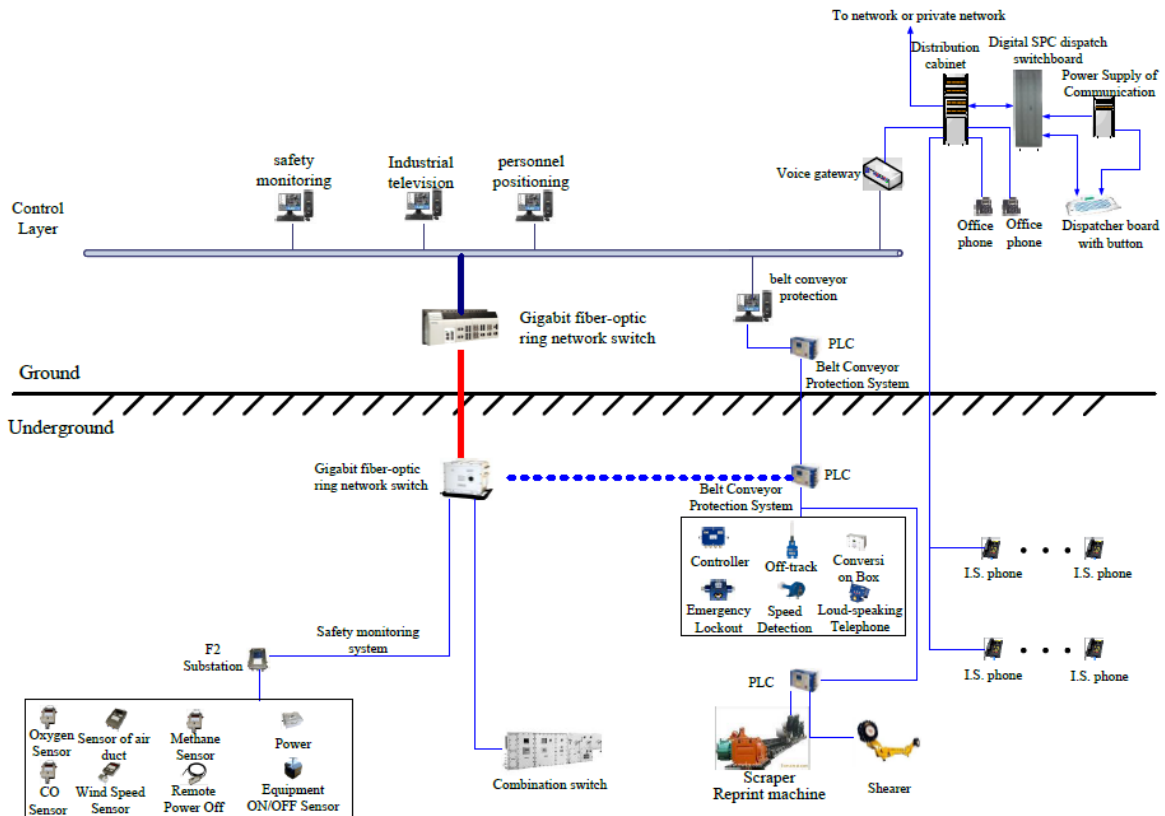 To network or private network
Distribution
cabinet
Digital SPC dispatch
switchboard
Power Supply of
Communication
safety
monitoring
Industrial
television
personnel
positioning
Voice gateway
Control
Layer
Office
phone
Office
phone
Dispatcher board
with button
belt conveyor
protection
Gigabit fiber-optic
ring network switch
PLC
Ground
Belt Conveyor
Protection System
Underground
Gigabit fiber-optic
ring network switch
PLC
Belt Conveyor
Protection System
Controller
Off-track
Conversi
on Box
I.S. phone
I.S. phone
Emergency
Lockout
Speed
Detection
Loud-speaking
Telephone
Safety monitoring
system
F2
Substation
I.S. phone
I.S. phone
PLC
Oxygen
Sensor
Sensor of air
duct
Methane
Sensor
Power
CO
Sensor
Wind Speed
Sensor
Remote
Power Off
Equipment
ON/OFF Sensor
Combination switch
Scraper
Reprint machine
Shearer